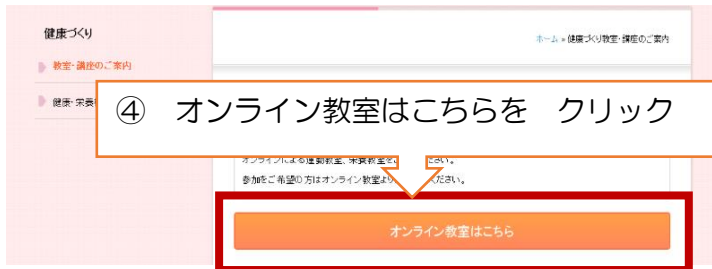 健康づくり
ホーム » 健康づくり教室・講座のご案内
教室・講座のご案内
健康・栄養
④ オンライン教室はこちらを クリック
オンラインによる運動教室、栄養教室を ください。
参加をご希望の方はオンライン教室よ ください。
オンライン教室はこちら